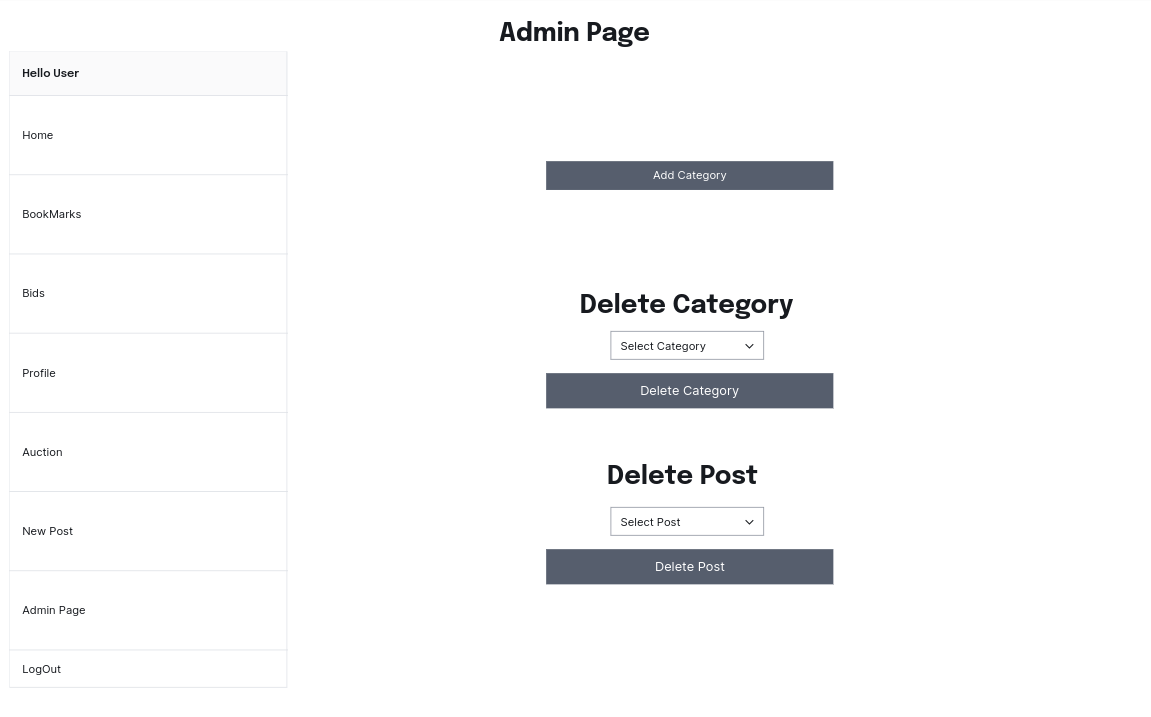 Admin Page
Hello User
Home
BookMarks
Bids
Profile
Auction
New Post
Admin Page
LogOut
Add Category
Delete Category
Select Category
Delete Category
Delete Post
Select Post
Delete Post